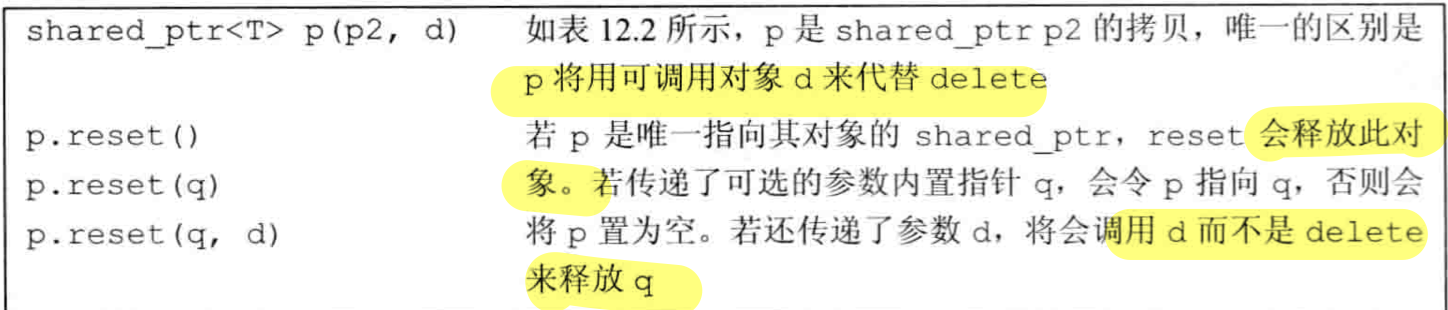 shared_ptr<T> p(p2, d) 如表 12.2 所示，p 是 shared_ptr p2 的拷贝，唯一的区别是
p 将用可调用对象 d 来代替 delete
p.reset() 若 p 是唯一指向其对象的 shared_ptr，reset 会释放此对
p.reset(q) 象。若传递了可选的参数内置指针 q，会令 p 指向 q，否则会
p.reset(q, d) 将 p 置为空。若还传递了参数 d，将会调用 d 而不是 delete
来释放 q